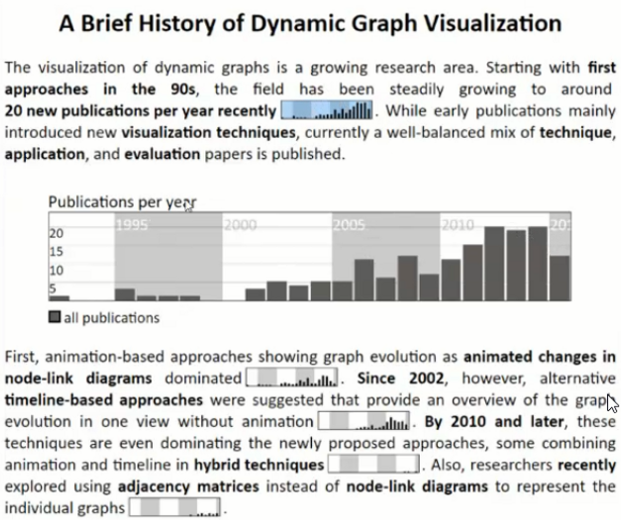 A Brief History of Dynamic Graph Visualization
The visualization of dynamic graphs is a growing research area. Starting with first
approaches in the 90s, the field has been steadily growing to around
20 new publications per year recently . While early publications mainly
introduced new visualization techniques, currently a well-balanced mix of technique,
application, and evaluation papers is published.
Publications per year
1995 2000 2005 2010 20
20
15
10
5
all publications
First, animation-based approaches showing graph evolution as animated changes in
node-link diagrams dominated . Since 2002, however, alternative
timeline-based approaches were suggested that provide an overview of the graph
evolution in one view without animation . By 2010 and later, these
techniques are even dominating the newly proposed approaches, some combining
animation and timeline in hybrid techniques . Also, researchers recently
explored using adjacency matrices instead of node-link diagrams to represent the
individual graphs .